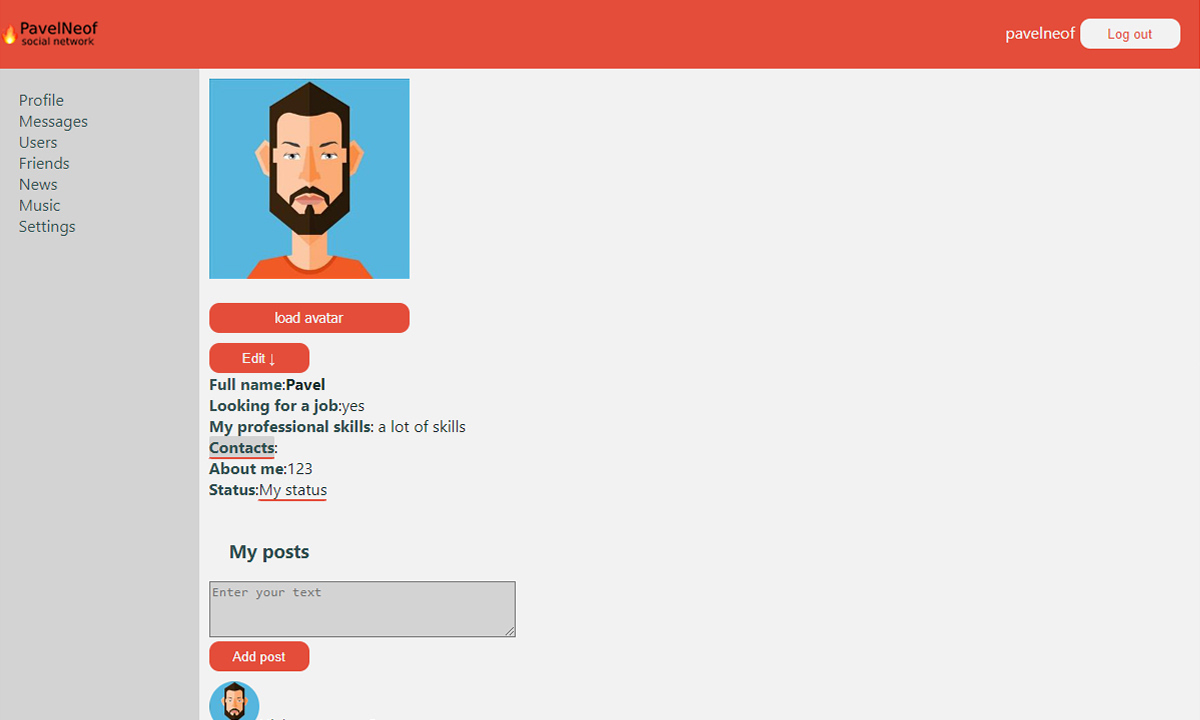 PavelNeof
social network
pavelneof
Log out
Profile
Messages
Users
Friends
News
Music
Settings
load avatar
Edit ↓
Full name:Pavel
Looking for a job:yes
My professional skills: a lot of skills
Contacts:
About me:123
Status:My status
My posts
Enter your text
Add post